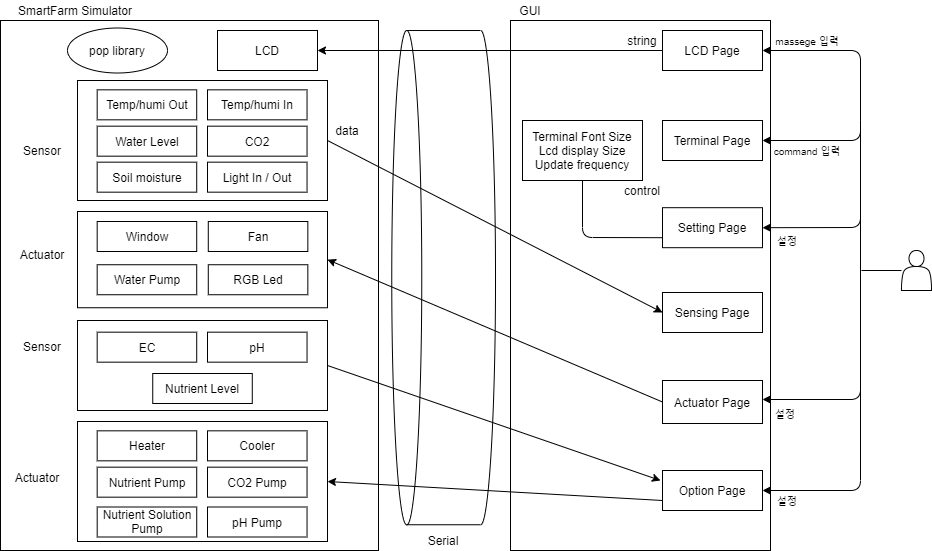 SmartFarm Simulator
GUI
pop library
LCD
string
LCD Page
massege 입력
Sensor
Temp/humi Out
Temp/humi In
Water Level
CO2
Soil moisture
Light In / Out
data
Terminal Font Size
Lcd display Size
Update frequency
control
Terminal Page
command 입력
Setting Page
설정
Actuator
Window
Fan
Water Pump
RGB Led
Sensing Page
Sensor
EC
pH
Nutrient Level
Actuator Page
설정
Actuator
Heater
Cooler
Nutrient Pump
CO2 Pump
Nutrient Solution
Pump
pH Pump
Option Page
설정
Serial